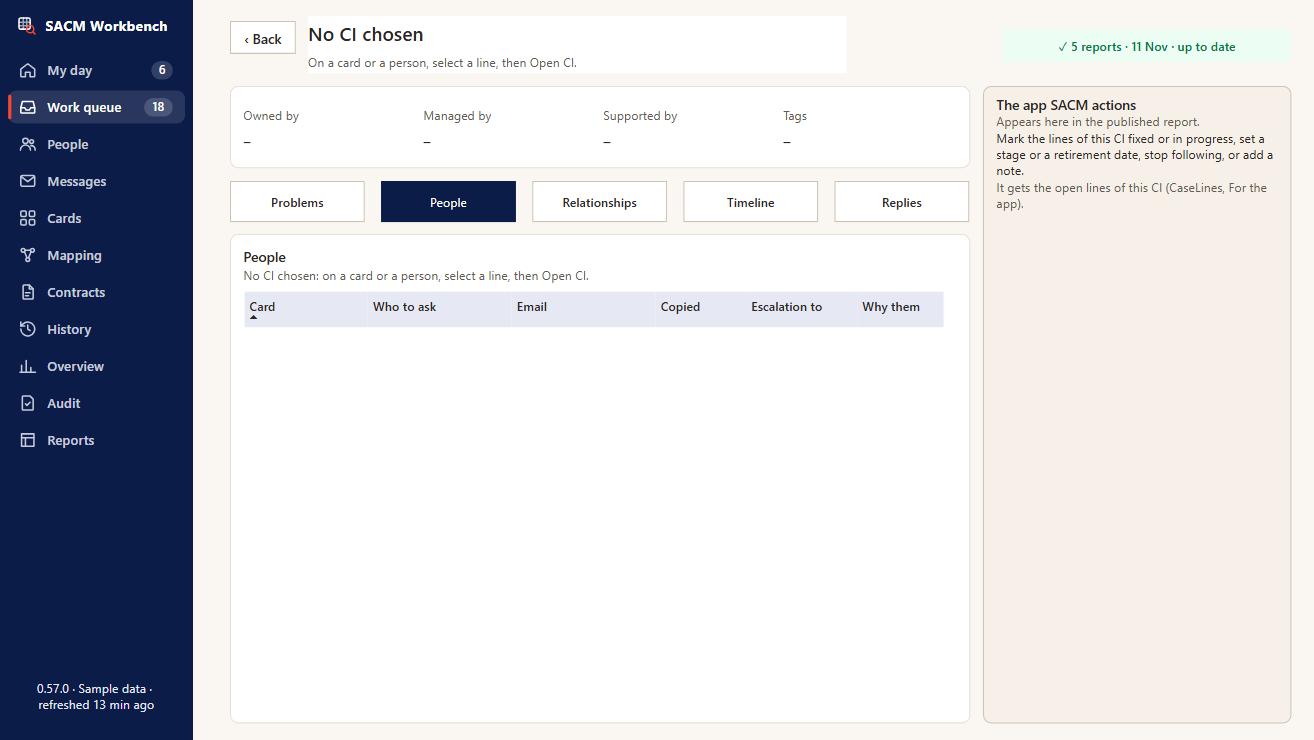 SACM Workbench
My day 6
Work queue 18
People
Messages
Cards
Mapping
Contracts
History
Overview
Audit
Reports
0.57.0 · Sample data ·
refreshed 13 min ago
‹ Back
No CI chosen
On a card or a person, select a line, then Open CI.
✓ 5 reports · 11 Nov · up to date
Owned by Managed by Supported by Tags
– – – –
Problems People Relationships Timeline Replies
People
No CI chosen: on a card or a person, select a line, then Open CI.
Card Who to ask Email Copied Escalation to Why them
The app SACM actions
Appears here in the published report.
Mark the lines of this CI fixed or in progress, set a
stage or a retirement date, stop following, or add a
note.
It gets the open lines of this CI (CaseLines, For the
app).